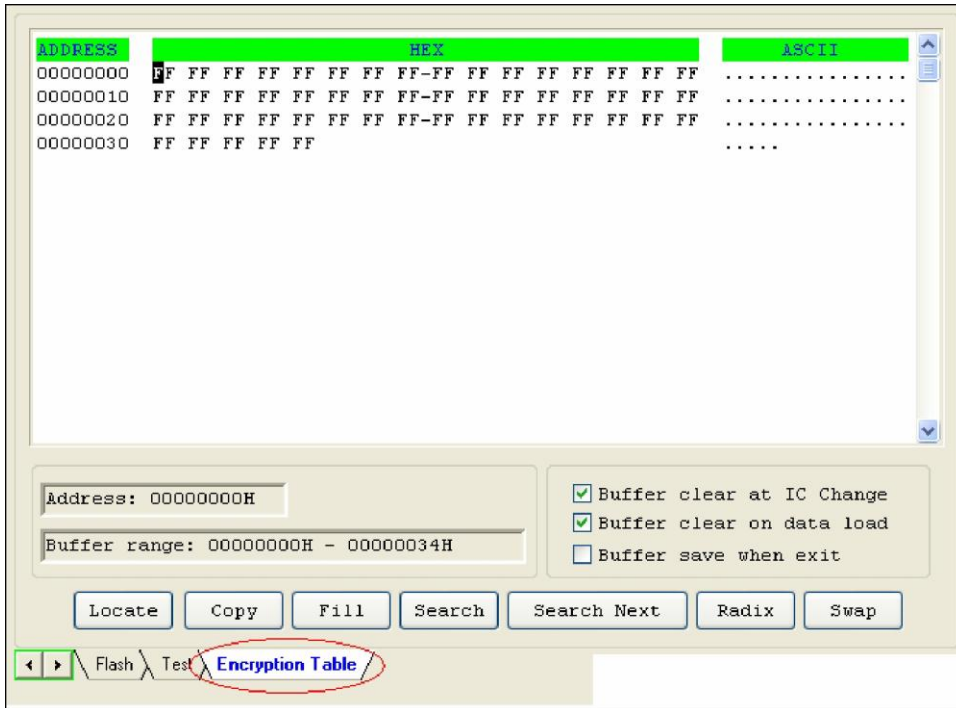 ADDRESS HEX ASCII
00000000 FF FF FF FF FF FF FF FF-FF FF FF FF FF FF FF FF ................
00000010 FF FF FF FF FF FF FF FF-FF FF FF FF FF FF FF FF ................
00000020 FF FF FF FF FF FF FF FF-FF FF FF FF FF FF FF FF ................
00000030 FF FF FF FF FF .....
Address: 00000000H
Buffer range: 00000000H - 00000034H
Buffer clear at IC Change
Buffer clear on data load
Buffer save when exit
Locate Copy Fill Search Search Next Radix Swap
Flash Test Encryption Table